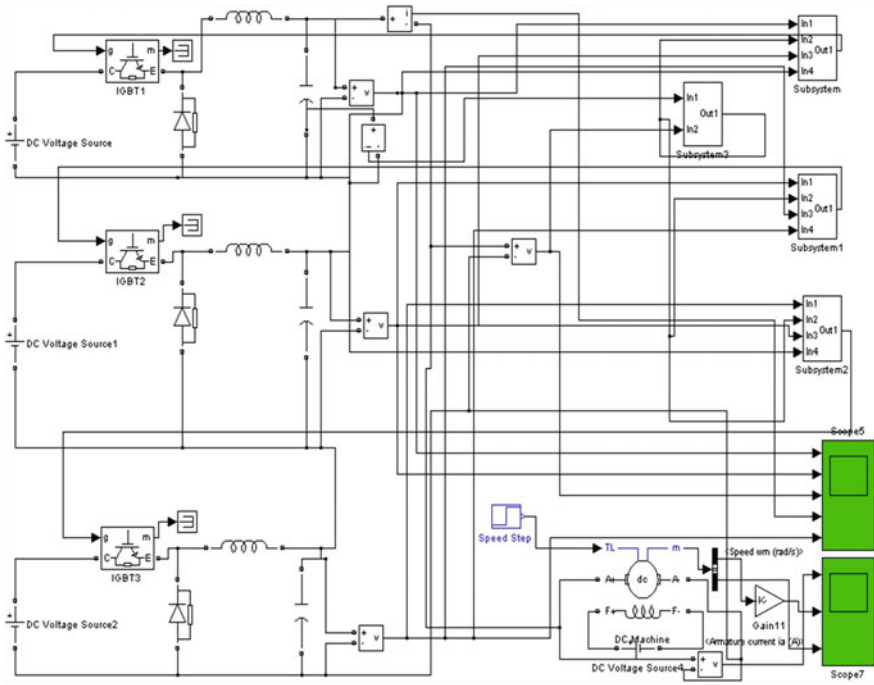 i
+
-
In1
In2
In3
In4
Out1
Subsystem
g
m
C
E
IGBT1
+
-
v
In1
In2
Out1
Subsystem3
+
DC Voltage Source
+
-
In1
In2
In3
In4
Out1
Subsystem1
g
m
C
E
IGBT2
+
-
v
In1
In2
In3
In4
Out1
Subsystem2
+
DC Voltage Source1
+
-
v
Scope5
Speed Step
g
m
C
E
IGBT3
TL
m
<Speed wm (rad/s)>
A+
dc
A-
-K-
Gain11
F+
F-
+
DC Voltage Source2
DC Machine
<Armature current ia (A)>
+
-
v
DC Voltage Source4
+
-
v
Scope7